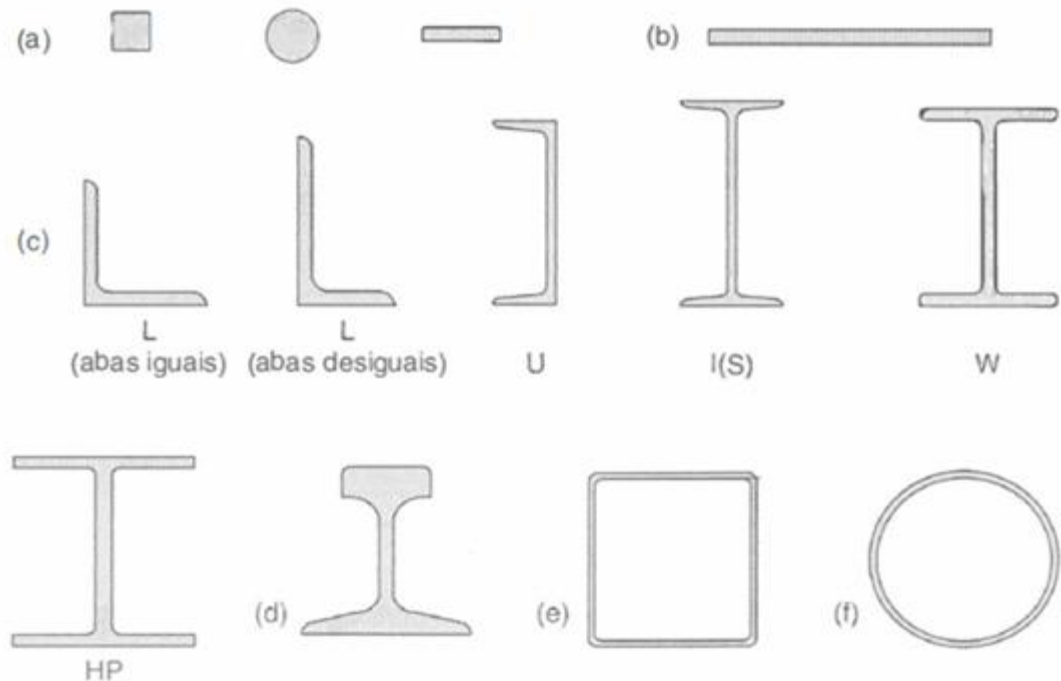 (a)
(b)
(c)
L
(abas iguais)
L
(abas desiguais)
U
I(S)
W
HP
(d)
(e)
(f)